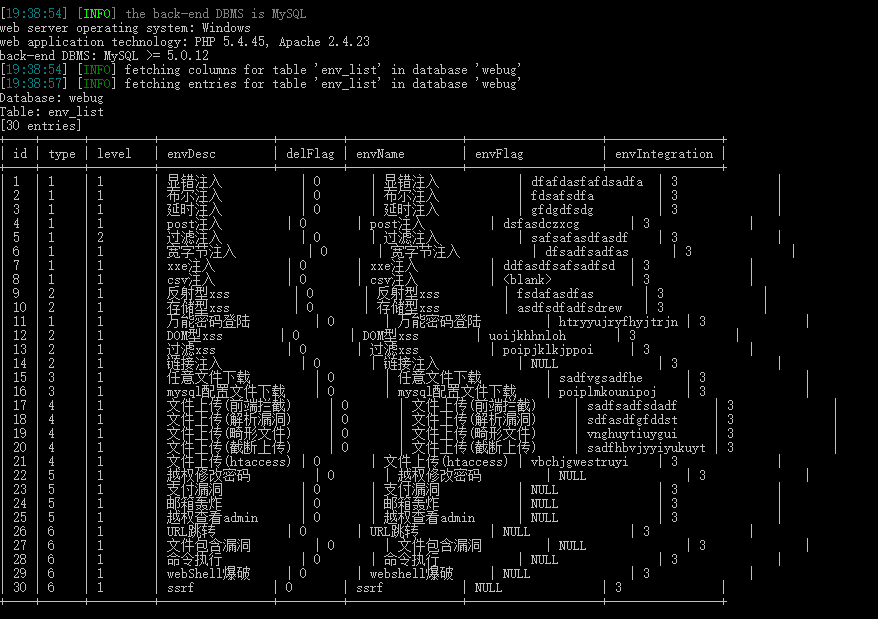 [19:38:54] [INFO] the back-end DBMS is MySQL
web server operating system: Windows
web application technology: PHP 5.4.45, Apache 2.4.23
back-end DBMS: MySQL >= 5.0.12
[19:38:54] [INFO] fetching columns for table 'env_list' in database 'webug'
[19:38:57] [INFO] fetching entries for table 'env_list' in database 'webug'
Database: webug
Table: env_list
[30 entries]
| id | type | level | envDesc | delFlag | envName | envFlag | envIntegration |
| 1 | 1 | 1 | 显错注入 | 0 | 显错注入 | dfafdasfafdsadfa | 3 |
| 2 | 1 | 1 | 布尔注入 | 0 | 布尔注入 | fdsafsdfa | 3 |
| 3 | 1 | 1 | 延时注入 | 0 | 延时注入 | gfdgdfsdg | 3 |
| 4 | 1 | 1 | post注入 | 0 | post注入 | dsfasdczxcg | 3 |
| 5 | 1 | 2 | 过滤注入 | 0 | 过滤注入 | safsafasdfasdf | 3 |
| 6 | 1 | 1 | 宽字节注入 | 0 | 宽字节注入 | dfsadfsadfas | 3 |
| 7 | 1 | 1 | xxe注入 | 0 | xxe注入 | ddfasdfsafsadfsd | 3 |
| 8 | 1 | 1 | csv注入 | 0 | csv注入 | <blank> | 3 |
| 9 | 2 | 1 | 反射型xss | 0 | 反射型xss | fsdafasdfas | 3 |
| 10 | 2 | 1 | 存储型xss | 0 | 存储型xss | asdfsdfadfsdrew | 3 |
| 11 | 1 | 1 | 万能密码登陆 | 0 | 万能密码登陆 | htryyujryfhyjtrjn | 3 |
| 12 | 2 | 1 | DOM型xss | 0 | DOM型xss | uoijkhhnloh | 3 |
| 13 | 2 | 1 | 过滤xss | 0 | 过滤xss | poipjklkjppoi | 3 |
| 14 | 2 | 1 | 链接注入 | 0 | 链接注入 | NULL | 3 |
| 15 | 3 | 1 | 任意文件下载 | 0 | 任意文件下载 | sadfvgsadfhe | 3 |
| 16 | 3 | 1 | mysql配置文件下载 | 0 | mysql配置文件下载 | poiplmkounipoj | 3 |
| 17 | 4 | 1 | 文件上传(前端拦截) | 0 | 文件上传(前端拦截) | sadfsadfsdadf | 3 |
| 18 | 4 | 1 | 文件上传(解析漏洞) | 0 | 文件上传(解析漏洞) | sdfasdfgfddst | 3 |
| 19 | 4 | 1 | 文件上传(畸形文件) | 0 | 文件上传(畸形文件) | vnghuytiuygui | 3 |
| 20 | 4 | 1 | 文件上传(截断上传) | 0 | 文件上传(截断上传) | sadfhbvjyyiyukuyt | 3 |
| 21 | 4 | 1 | 文件上传(htaccess) | 0 | 文件上传(htaccess) | vbchjgwestruyi | 3 |
| 22 | 5 | 1 | 越权修改密码 | 0 | 越权修改密码 | NULL | 3 |
| 23 | 5 | 1 | 支付漏洞 | 0 | 支付漏洞 | NULL | 3 |
| 24 | 5 | 1 | 邮箱轰炸 | 0 | 邮箱轰炸 | NULL | 3 |
| 25 | 5 | 1 | 越权查看admin | 0 | 越权查看admin | NULL | 3 |
| 26 | 6 | 1 | URL跳转 | 0 | URL跳转 | NULL | 3 |
| 27 | 6 | 1 | 文件包含漏洞 | 0 | 文件包含漏洞 | NULL | 3 |
| 28 | 6 | 1 | 命令执行 | 0 | 命令执行 | NULL | 3 |
| 29 | 6 | 1 | webShell爆破 | 0 | webshell爆破 | NULL | 3 |
| 30 | 6 | 1 | ssrf | 0 | ssrf | NULL | 3 |